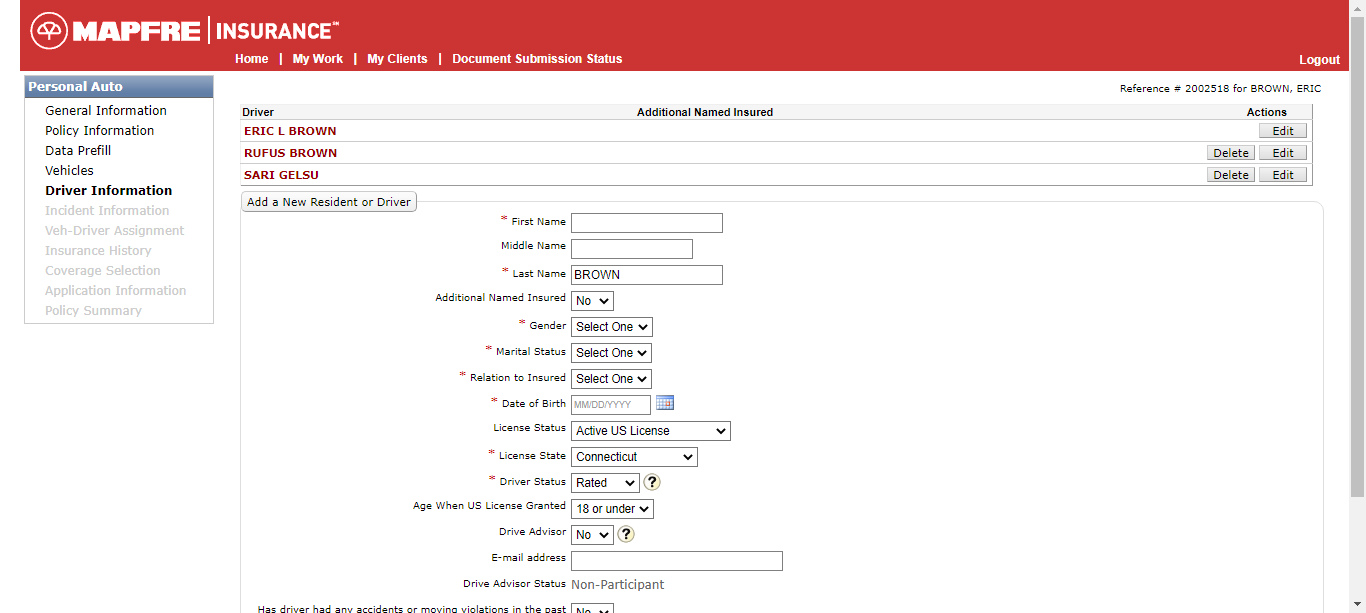 MAPFRE INSURANCE℠
Home | My Work | My Clients | Document Submission Status
Logout
Personal Auto
General Information
Policy Information
Data Prefill
Vehicles
Driver Information
Incident Information
Veh-Driver Assignment
Insurance History
Coverage Selection
Application Information
Policy Summary
Reference # 2002518 for BROWN, ERIC
Driver Additional Named Insured Actions
ERIC L BROWN Edit
RUFUS BROWN Delete Edit
SARI GELSU Delete Edit
Add a New Resident or Driver
* First Name
Middle Name
* Last Name BROWN
Additional Named Insured No
* Gender Select One
* Marital Status Select One
* Relation to Insured Select One
* Date of Birth MM/DD/YYYY
License Status Active US License
* License State Connecticut
* Driver Status Rated ?
Age When US License Granted 18 or under
Drive Advisor No ?
E-mail address
Drive Advisor Status Non-Participant
Has driver had any accidents or moving violations in the past No